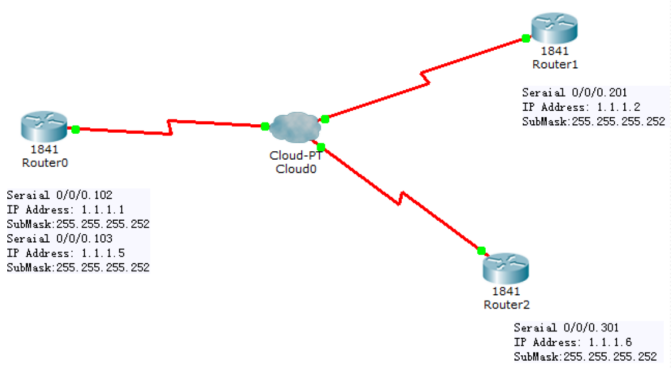 1841
Router1
Seraial 0/0/0.201
IP Address: 1.1.1.2
SubMask:255.255.255.252
1841
Router0
Cloud-PT
Cloud0
Seraial 0/0/0.102
IP Address: 1.1.1.1
SubMask:255.255.255.252
Seraial 0/0/0.103
IP Address: 1.1.1.5
SubMask:255.255.255.252
1841
Router2
Seraial 0/0/0.301
IP Address: 1.1.1.6
SubMask:255.255.255.252